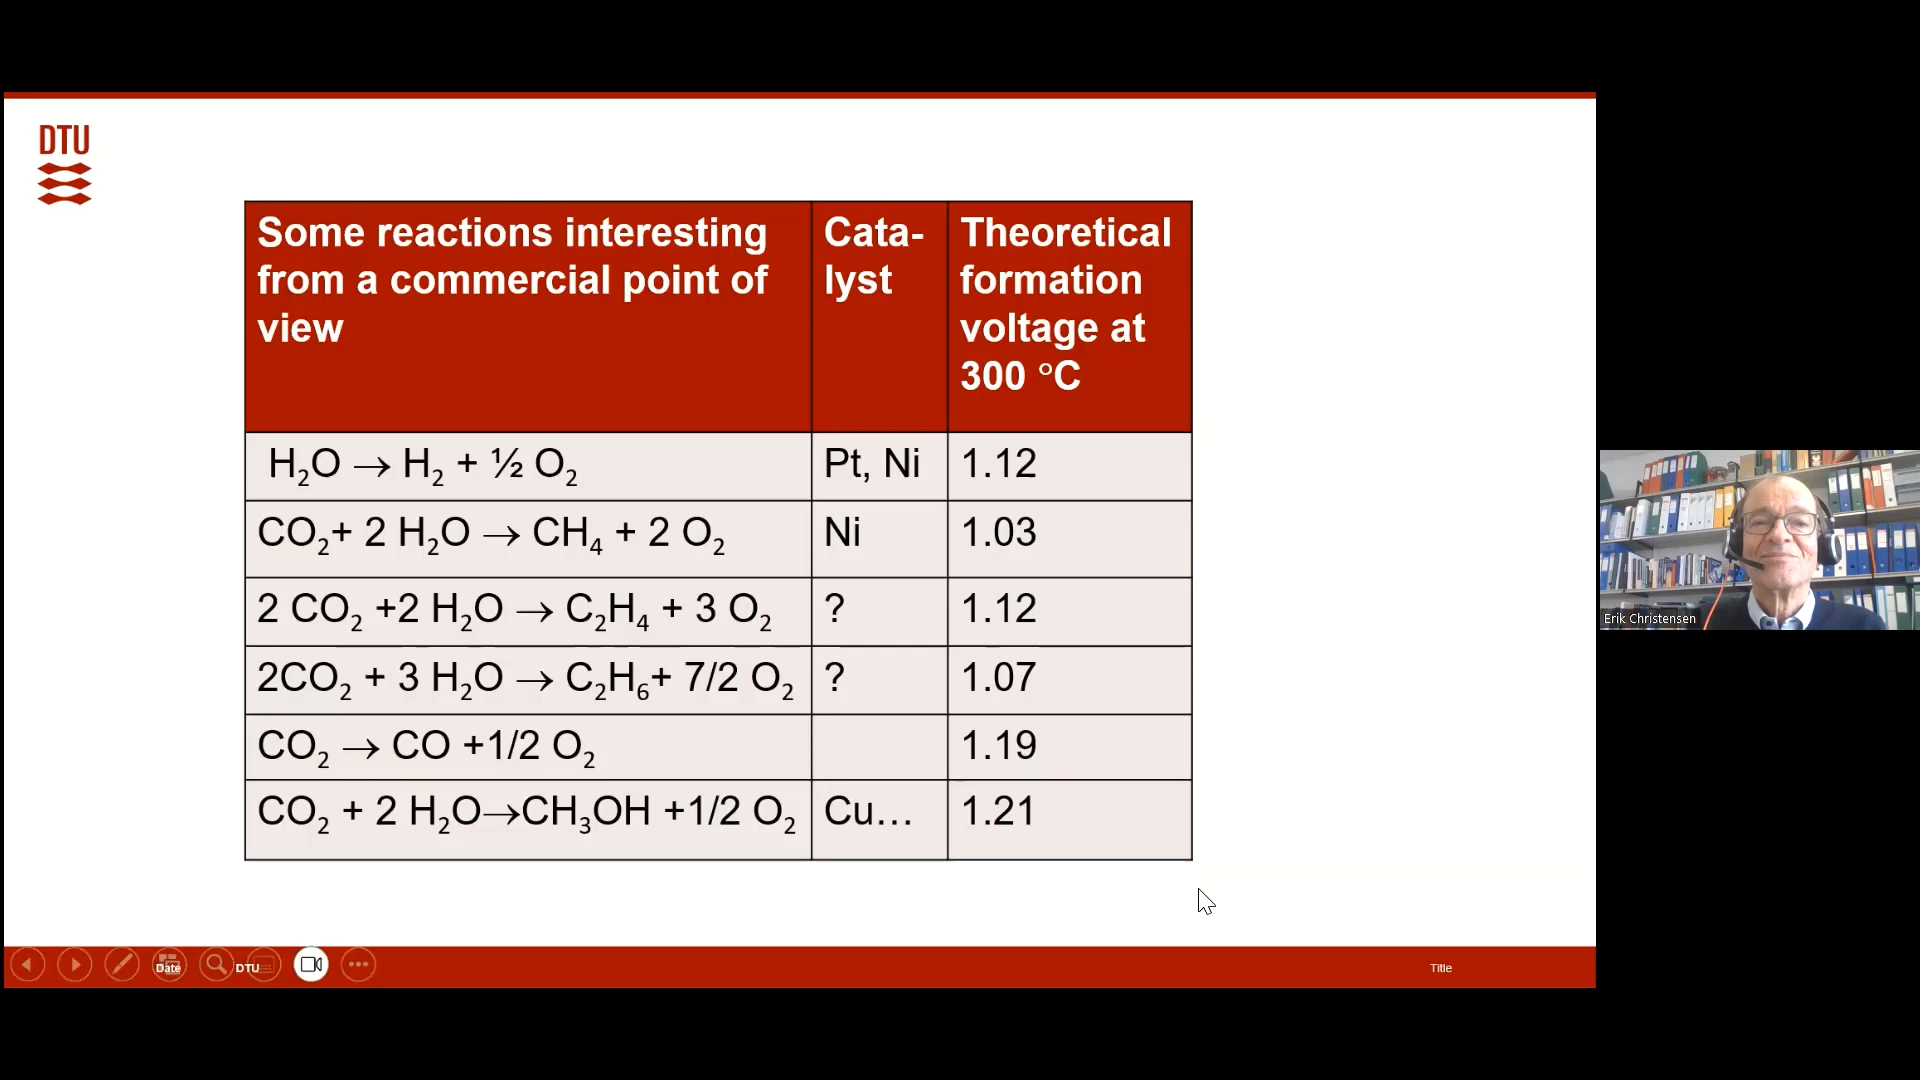 DTU
Some reactions interesting
from a commercial point of
view
Cata-
lyst
Theoretical
formation
voltage at
300 °C
H₂O → H₂ + ½ O₂
Pt, Ni
1.12
CO₂+ 2 H₂O → CH₄ + 2 O₂
Ni
1.03
2 CO₂ +2 H₂O → C₂H₄ + 3 O₂
?
1.12
2CO₂ + 3 H₂O → C₂H₆+ 7/2 O₂
?
1.07
CO₂ → CO +1/2 O₂
1.19
CO₂ + 2 H₂O→CH₃OH +1/2 O₂
Cu…
1.21
Erik Christensen
Date
DTU
Title